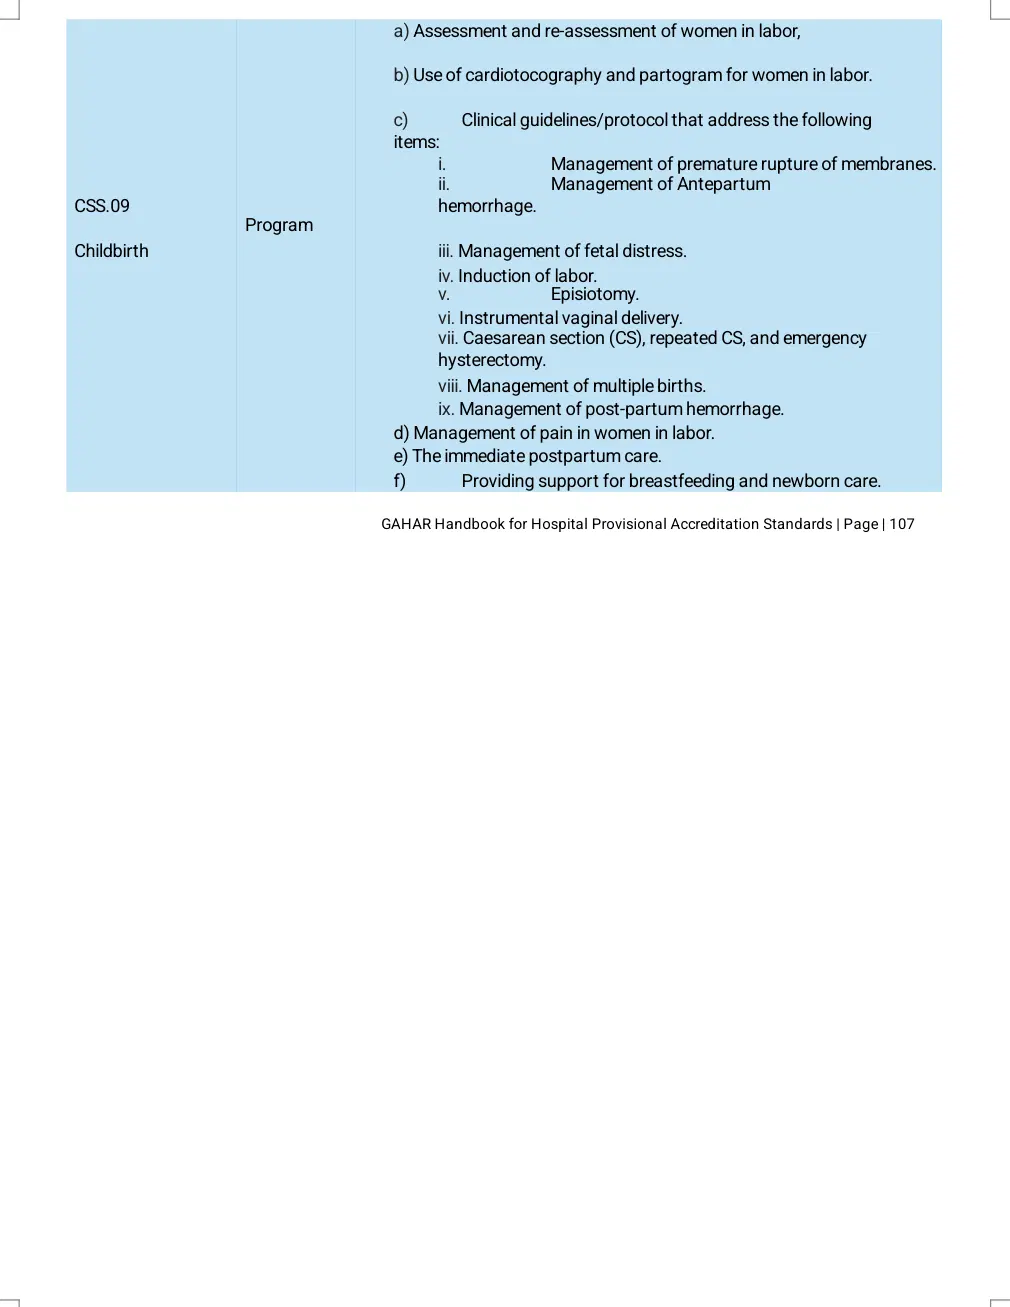 CSS.09
Childbirth
Program
a) Assessment and re-assessment of women in labor,
b) Use of cardiotocography and partogram for women in labor.
c) Clinical guidelines/protocol that address the following
items:
i. Management of premature rupture of membranes.
ii. Management of Antepartum
hemorrhage.
iii. Management of fetal distress.
iv. Induction of labor.
v. Episiotomy.
vi. Instrumental vaginal delivery.
vii. Caesarean section (CS), repeated CS, and emergency
hysterectomy.
viii. Management of multiple births.
ix. Management of post-partum hemorrhage.
d) Management of pain in women in labor.
e) The immediate postpartum care.
f) Providing support for breastfeeding and newborn care.
GAHAR Handbook for Hospital Provisional Accreditation Standards | Page | 107